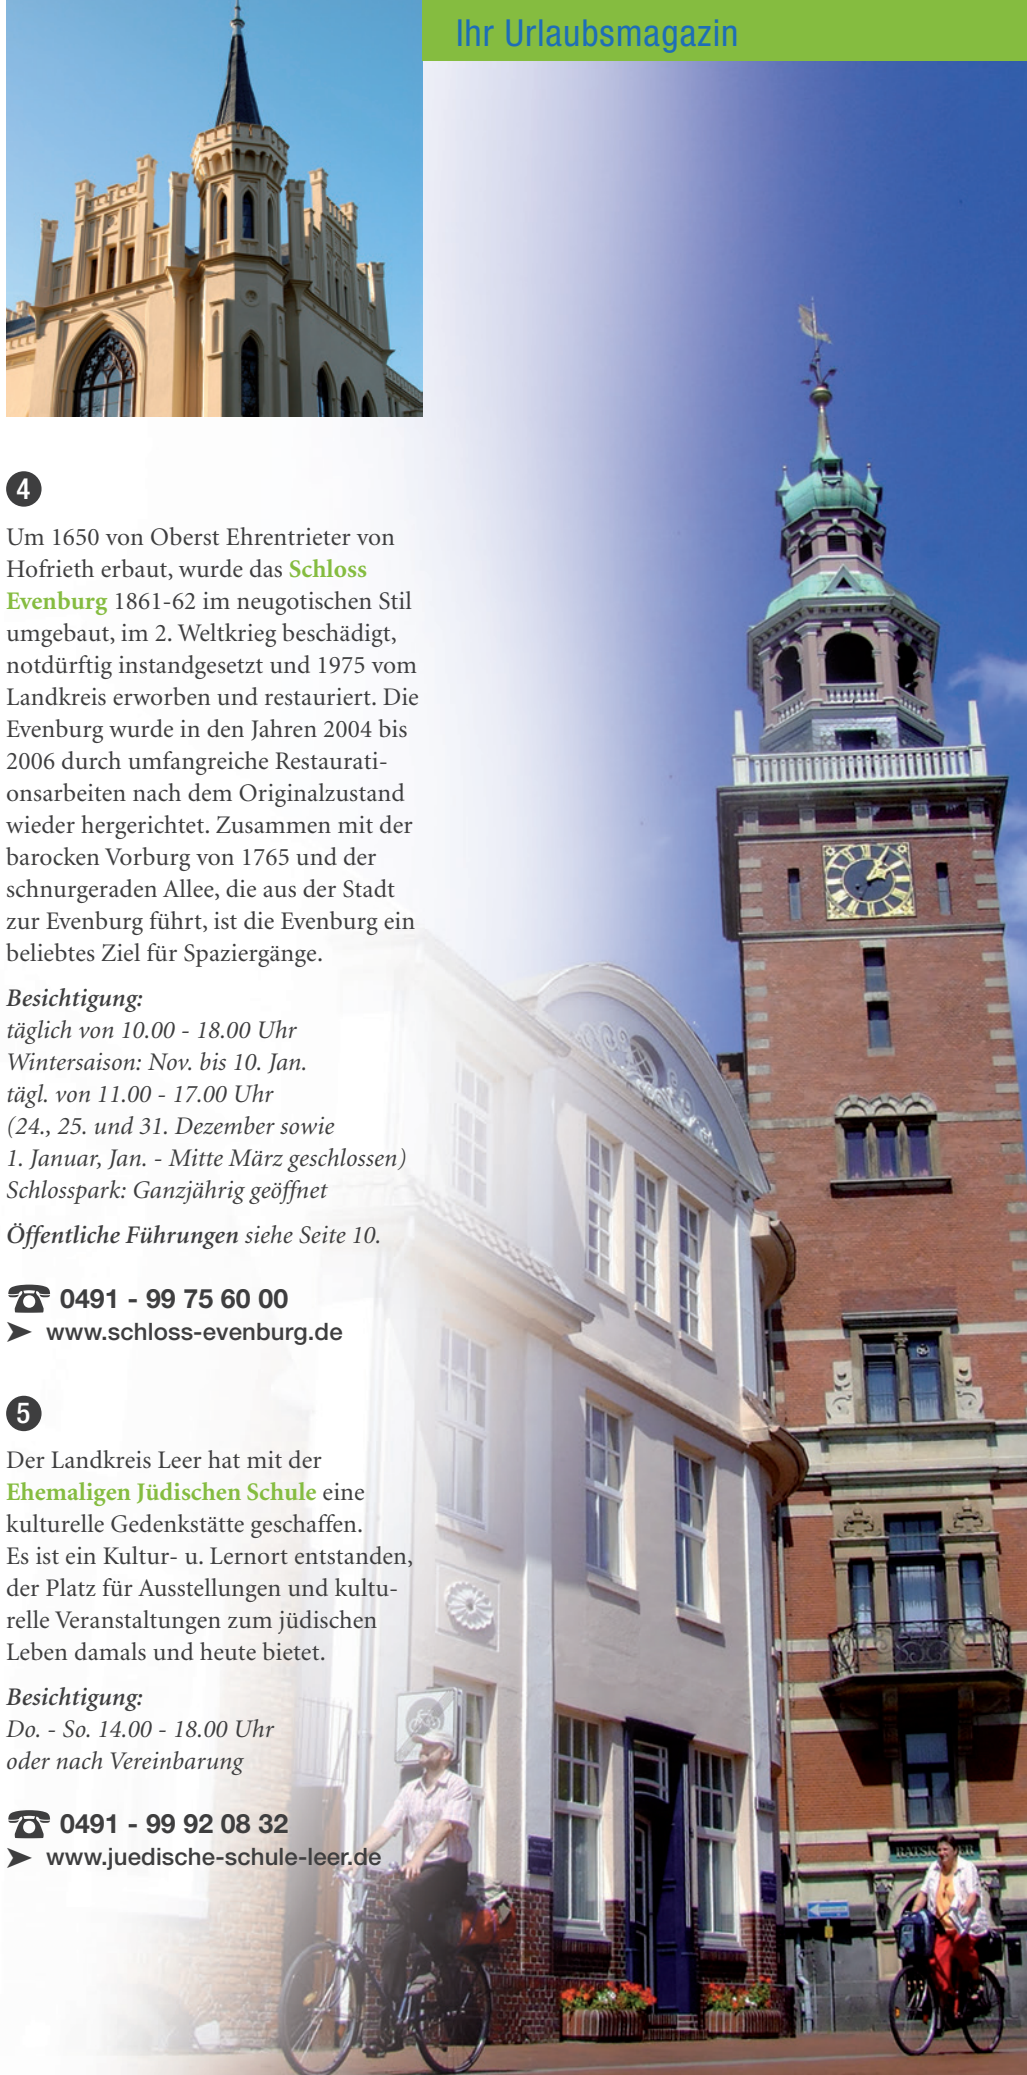 Ihr Urlaubsmagazin
4
Um 1650 von Oberst Ehrentrieter von
Hofrieth erbaut, wurde das Schloss
Evenburg 1861-62 im neugotischen Stil
umgebaut, im 2. Weltkrieg beschädigt,
notdürftig instandgesetzt und 1975 vom
Landkreis erworben und restauriert. Die
Evenburg wurde in den Jahren 2004 bis
2006 durch umfangreiche Restaurati-
onsarbeiten nach dem Originalzustand
wieder hergerichtet. Zusammen mit der
barocken Vorburg von 1765 und der
schnurgeraden Allee, die aus der Stadt
zur Evenburg führt, ist die Evenburg ein
beliebtes Ziel für Spaziergänge.
Besichtigung:
täglich von 10.00 - 18.00 Uhr
Wintersaison: Nov. bis 10. Jan.
tägl. von 11.00 - 17.00 Uhr
(24., 25. und 31. Dezember sowie
1. Januar, Jan. - Mitte März geschlossen)
Schlosspark: Ganzjährig geöffnet
Öffentliche Führungen siehe Seite 10.
0491 - 99 75 60 00
www.schloss-evenburg.de
5
Der Landkreis Leer hat mit der
Ehemaligen Jüdischen Schule eine
kulturelle Gedenkstätte geschaffen.
Es ist ein Kultur- u. Lernort entstanden,
der Platz für Ausstellungen und kultu-
relle Veranstaltungen zum jüdischen
Leben damals und heute bietet.
Besichtigung:
Do. - So. 14.00 - 18.00 Uhr
oder nach Vereinbarung
0491 - 99 92 08 32
www.juedische-schule-leer.de